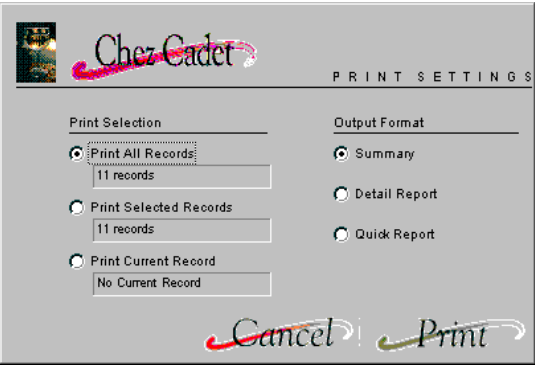 Chez Cadet
PRINT SETTINGS
Print Selection
Print All Records
11 records
Print Selected Records
11 records
Print Current Record
No Current Record
Output Format
Summary
Detail Report
Quick Report
Cancel
Print